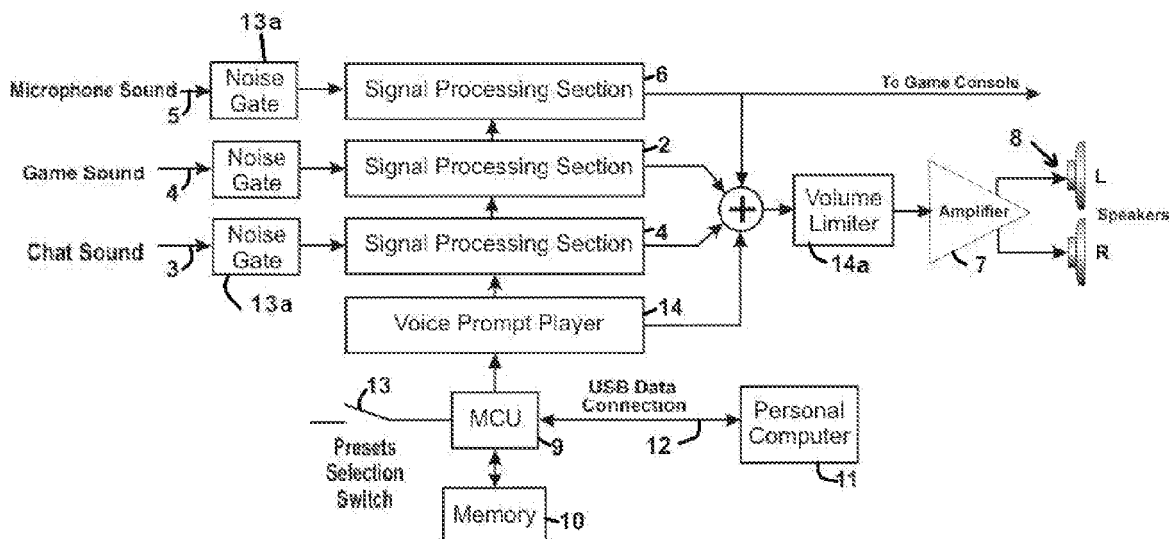 13a
Microphone Sound
5
Noise
Gate
Signal Processing Section
6
To Game Console
Game Sound
4
Noise
Gate
Signal Processing Section
2
8
L
Chat Sound
3
Noise
Gate
13a
Signal Processing Section
4
+
Volume
Limiter
14a
Amplifier
7
Speakers
R
Voice Prompt Player
14
13
Presets
Selection
Switch
MCU
9
USB Data
Connection
12
Personal
Computer
11
Memory
10